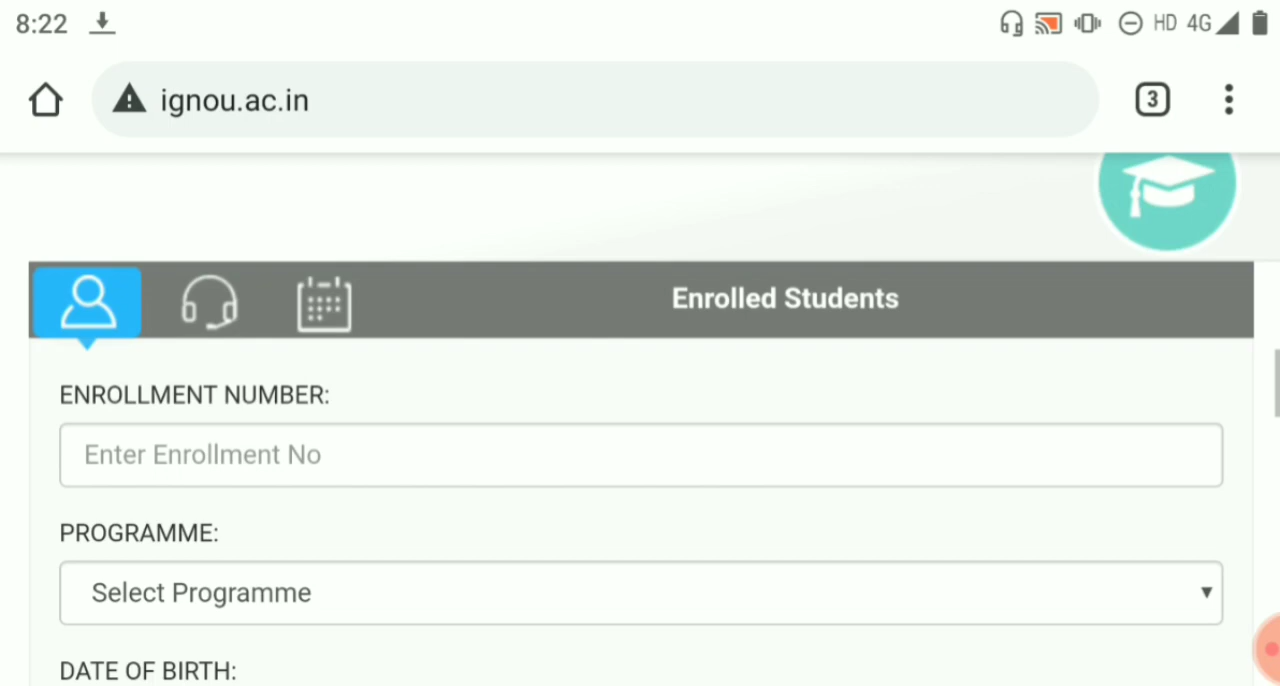 8:22 HD 4G
ignou.ac.in 3
Enrolled Students
ENROLLMENT NUMBER:
Enter Enrollment No
PROGRAMME:
Select Programme
DATE OF BIRTH: